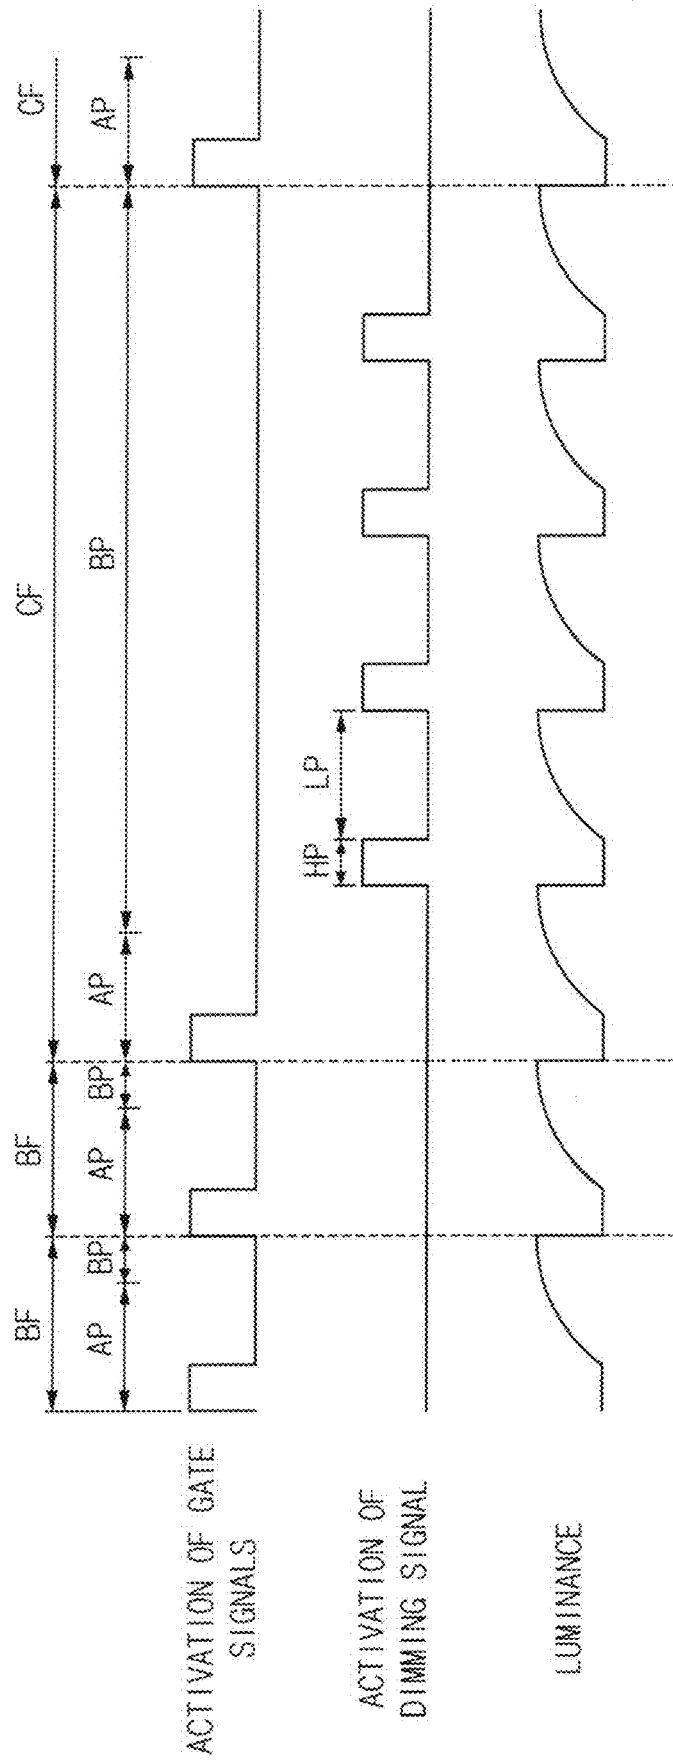 BF
BF
CF
CF
AP
BP
AP
BP
AP
BP
AP
ACTIVATION OF GATE
SIGNALS
HP
LP
ACTIVATION OF
DIMMING SIGNAL
LUMINANCE